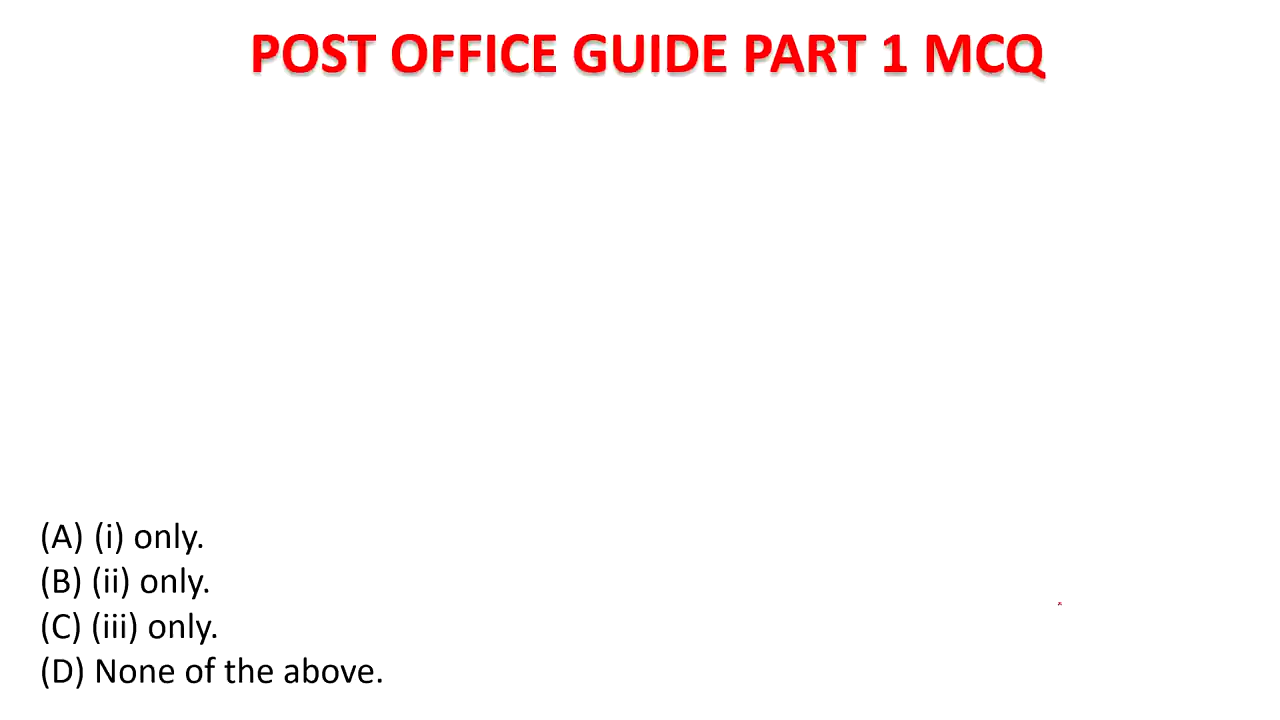 POST OFFICE GUIDE PART 1 MCQ
(A) (i) only.
(B) (ii) only.
(C) (iii) only.
(D) None of the above.